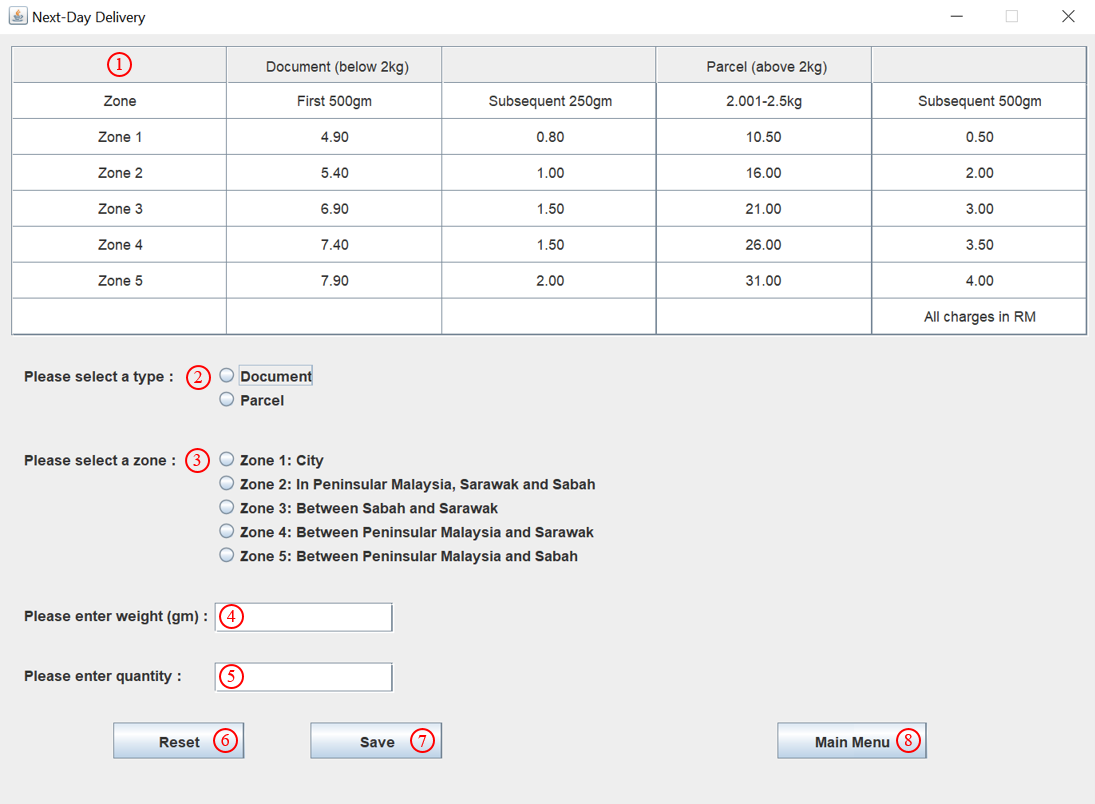 Next-Day Delivery
1 Document (below 2kg) Parcel (above 2kg)
Zone First 500gm Subsequent 250gm 2.001-2.5kg Subsequent 500gm
Zone 1 4.90 0.80 10.50 0.50
Zone 2 5.40 1.00 16.00 2.00
Zone 3 6.90 1.50 21.00 3.00
Zone 4 7.40 1.50 26.00 3.50
Zone 5 7.90 2.00 31.00 4.00
All charges in RM
Please select a type : 2 Document
Parcel
Please select a zone : 3 Zone 1: City
Zone 2: In Peninsular Malaysia, Sarawak and Sabah
Zone 3: Between Sabah and Sarawak
Zone 4: Between Peninsular Malaysia and Sarawak
Zone 5: Between Peninsular Malaysia and Sabah
Please enter weight (gm) : 4
Please enter quantity : 5
Reset 6 Save 7 Main Menu 8